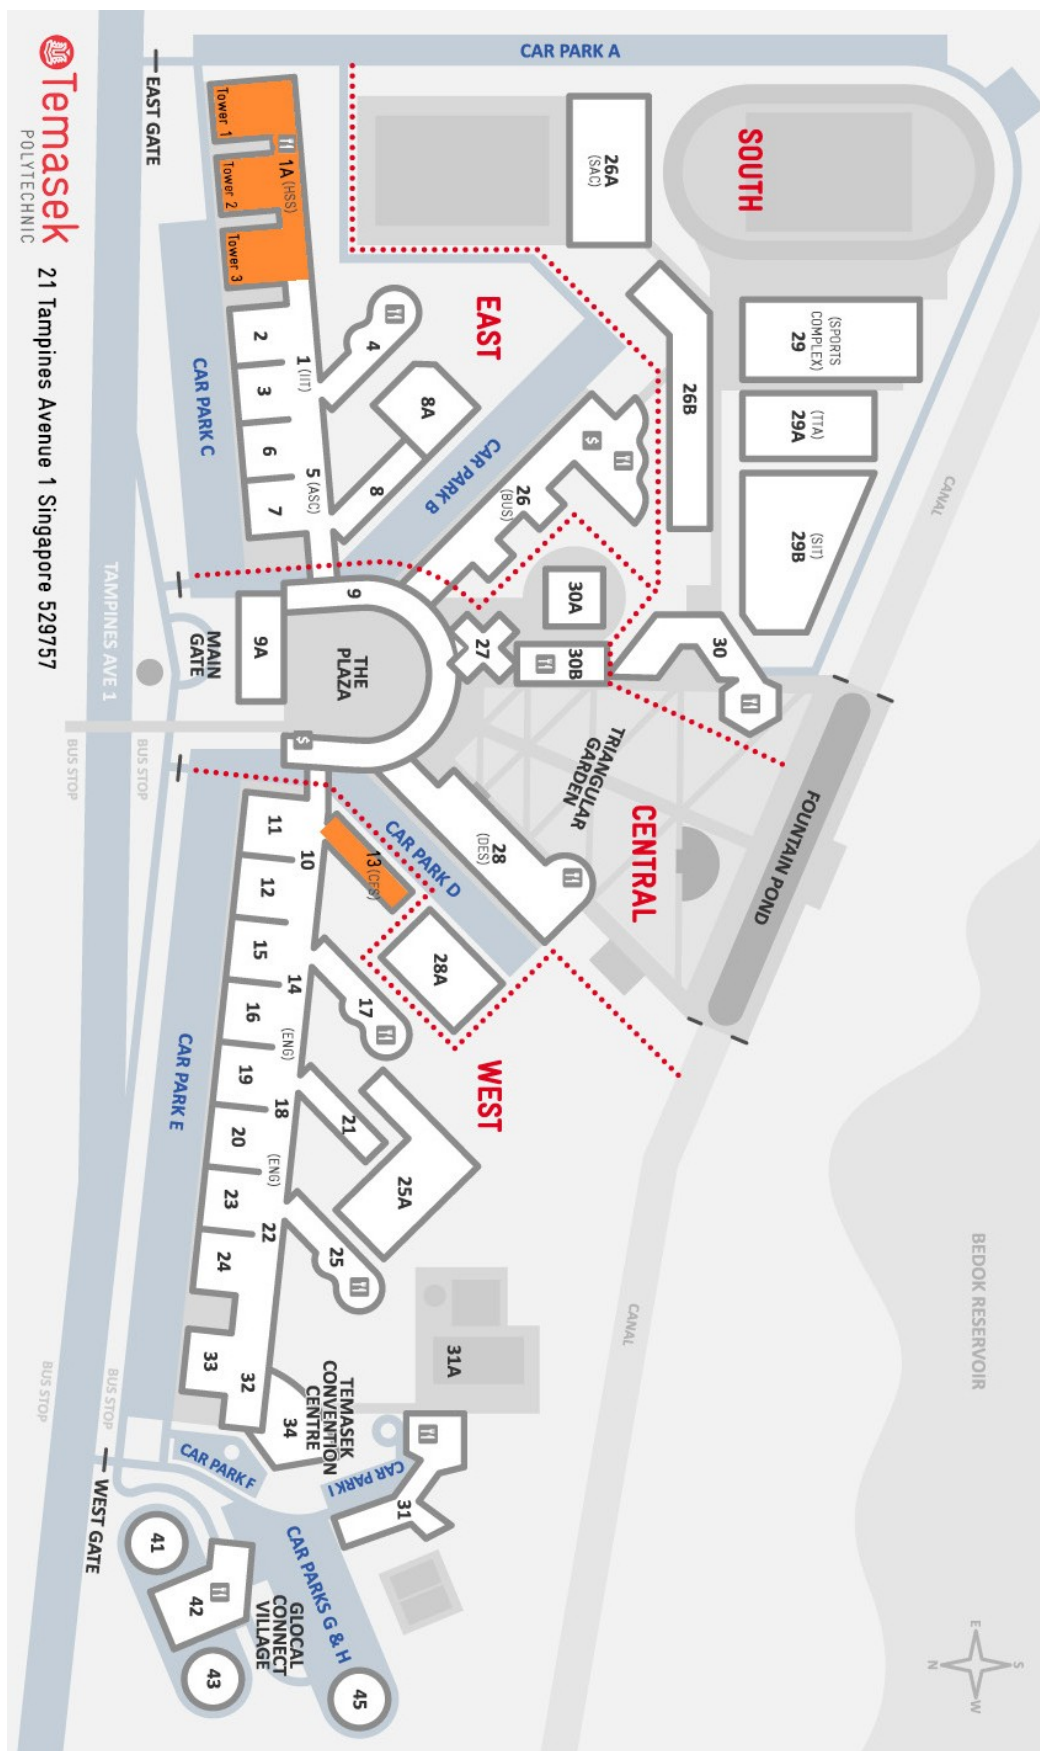 Temasek
POLYTECHNIC
21 Tampines Avenue 1 Singapore 529757
EAST GATE
CAR PARK A
Tower 1
Tower 2
Tower 3
1A (HSS)
26A
(SAC)
SOUTH
EAST
2
3
6
7
1 (IIT)
5 (ASC)
4
8A
8
CAR PARK C
CAR PARK B
26
(BUS)
$
26B
(SPORTS
COMPLEX)
29
(TTA)
29A
(SIT)
29B
CANAL
TAMPINES AVE 1
MAIN
GATE
9
9A
THE
PLAZA
$
27
30A
30B
30
TRIANGULAR
GARDEN
CENTRAL
FOUNTAIN POND
BUS STOP
BUS STOP
28
(DES)
CAR PARK D
13 (CFS)
28A
11
10
12
15
14
16
(ENG)
17
19
18
20
(ENG)
21
23
22
24
25
25A
CAR PARK E
WEST
33
32
34
TEMASEK
CONVENTION
CENTRE
31A
CANAL
BEDOK RESERVOIR
BUS STOP
BUS STOP
CAR PARK F
CAR PARK I
31
WEST GATE
CAR PARKS G & H
41
42
43
45
GLOCAL
CONNECT
VILLAGE
E
S
N
W